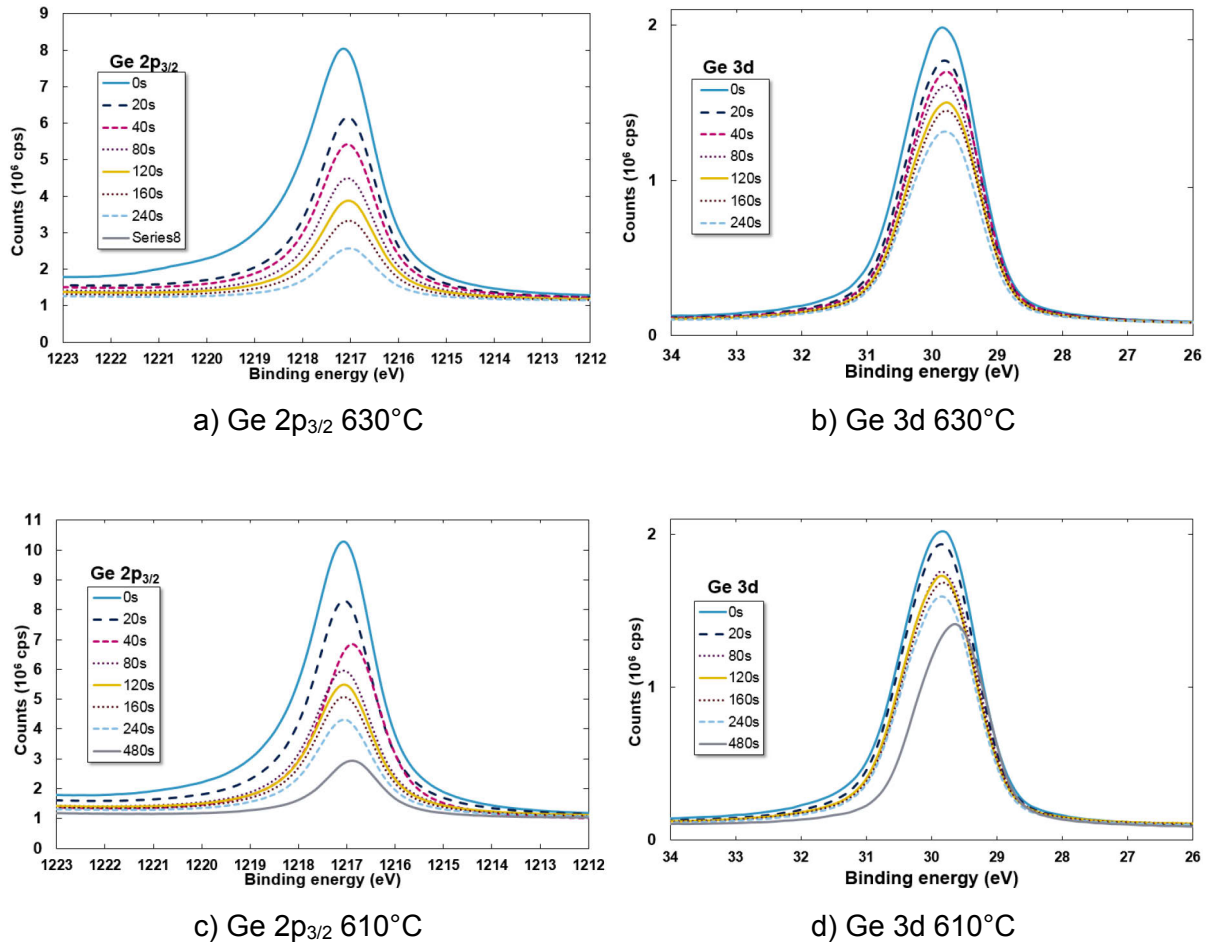 Ge 2p3/2
0s
20s
40s
80s
120s
160s
240s
Series8
9
8
7
6
5
4
3
2
1
0
Counts (10⁶ cps)
1223 1222 1221 1220 1219 1218 1217 1216 1215 1214 1213 1212
Binding energy (eV)
a) Ge 2p3/2 630°C
Ge 3d
0s
20s
40s
80s
120s
160s
240s
2
1
0
Counts (10⁶ cps)
34 33 32 31 30 29 28 27 26
Binding energy (eV)
b) Ge 3d 630°C
Ge 2p3/2
0s
20s
40s
80s
120s
160s
240s
480s
11
10
9
8
7
6
5
4
3
2
1
0
Counts (10⁶ cps)
1223 1222 1221 1220 1219 1218 1217 1216 1215 1214 1213 1212
Binding energy (eV)
c) Ge 2p3/2 610°C
Ge 3d
0s
20s
80s
120s
160s
240s
480s
2
1
0
Counts (10⁶ cps)
34 33 32 31 30 29 28 27 26
Binding energy (eV)
d) Ge 3d 610°C